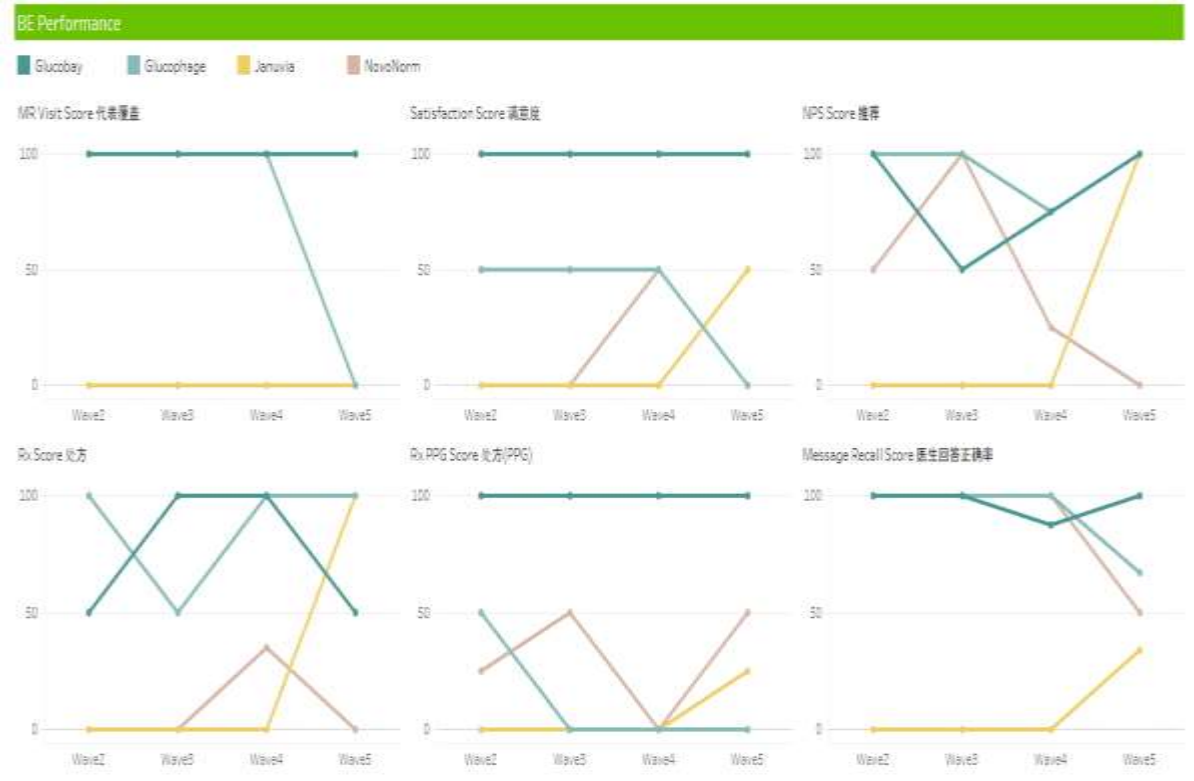 BE Performance
Glucobay Glucophage Januvia NovoNorm
MR Visit Score 代表覆盖 Satisfaction Score 满意度 NPS Score 推荐
100 100 100
50 50 50
0 0 0
Wave2 Wave3 Wave4 Wave5 Wave2 Wave3 Wave4 Wave5 Wave2 Wave3 Wave4 Wave5
Rx Score 处方 Rx PPG Score 处方(PPG) Message Recall Score 医生回答正确率
100 100 100
50 50 50
0 0 0
Wave2 Wave3 Wave4 Wave5 Wave2 Wave3 Wave4 Wave5 Wave2 Wave3 Wave4 Wave5